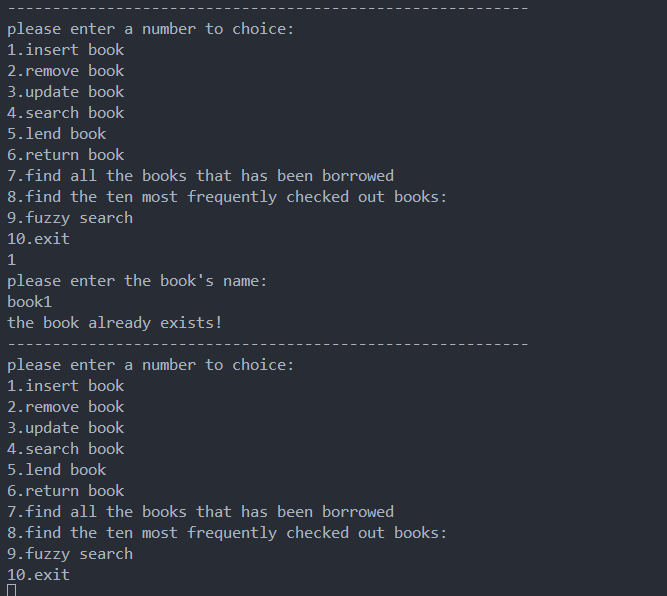 ----------------------------------------------------------
please enter a number to choice:
1.insert book
2.remove book
3.update book
4.search book
5.lend book
6.return book
7.find all the books that has been borrowed
8.find the ten most frequently checked out books:
9.fuzzy search
10.exit
1
please enter the book's name:
book1
the book already exists!
----------------------------------------------------------
please enter a number to choice:
1.insert book
2.remove book
3.update book
4.search book
5.lend book
6.return book
7.find all the books that has been borrowed
8.find the ten most frequently checked out books:
9.fuzzy search
10.exit